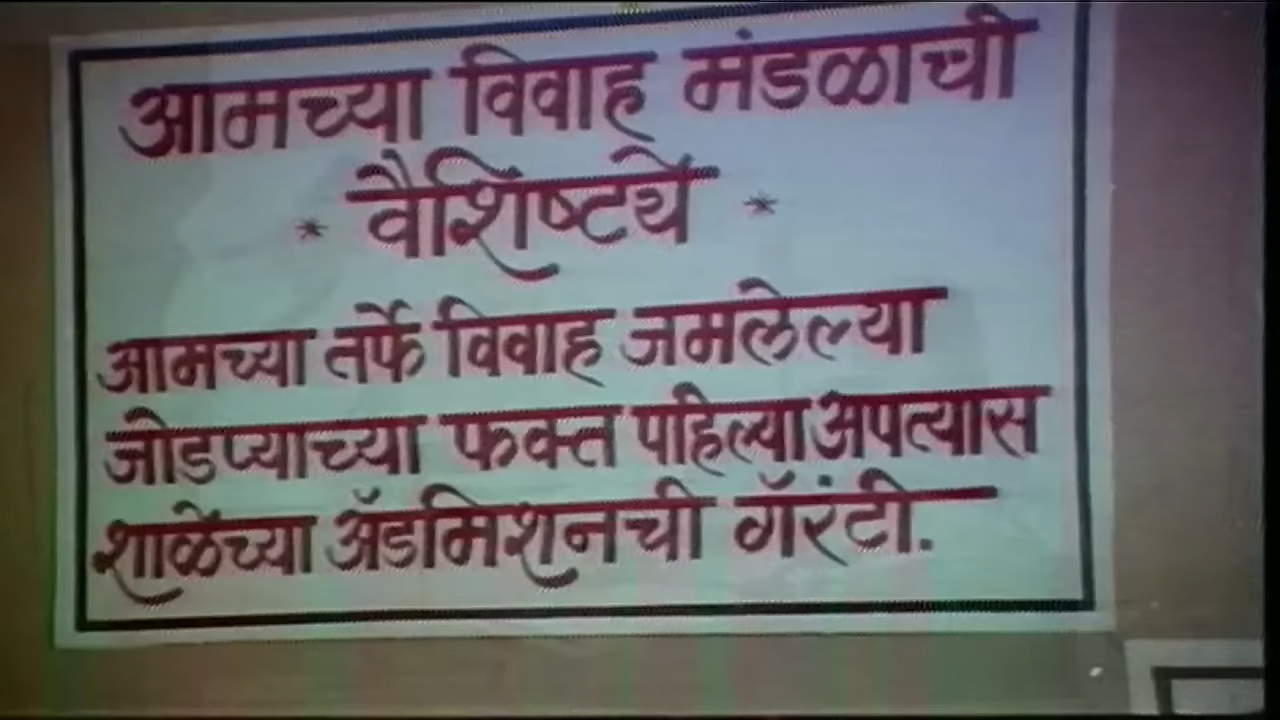 आमच्या विवाह मंडळाची
* वैशिष्ट्ये *
आमच्या तर्फे विवाह जमलेल्या
जोडप्याच्या फक्त पहिल्या अपत्यास
शाळेच्या ॲडमिशनची गॅरंटी.